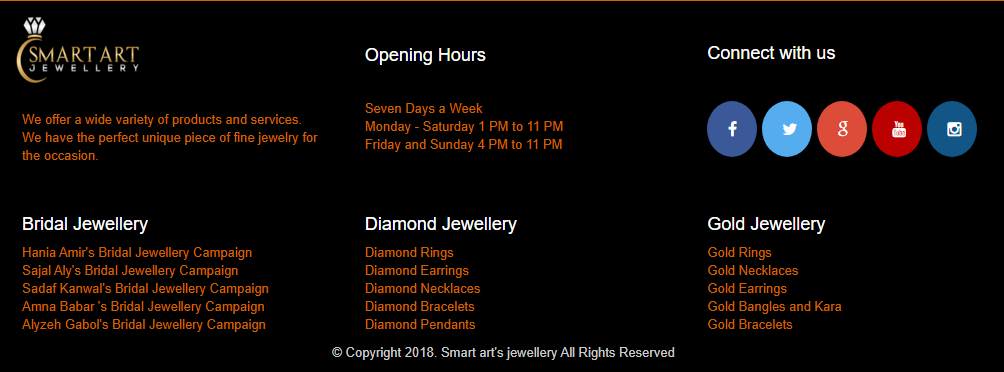 SMART ART
JEWELLERY
We offer a wide variety of products and services.
We have the perfect unique piece of fine jewelry for
the occasion.
Opening Hours
Seven Days a Week
Monday - Saturday 1 PM to 11 PM
Friday and Sunday 4 PM to 11 PM
Connect with us
f
g
You
Tube
Bridal Jewellery
Hania Amir's Bridal Jewellery Campaign
Sajal Aly's Bridal Jewellery Campaign
Sadaf Kanwal's Bridal Jewellery Campaign
Amna Babar 's Bridal Jewellery Campaign
Alyzeh Gabol's Bridal Jewellery Campaign
Diamond Jewellery
Diamond Rings
Diamond Earrings
Diamond Necklaces
Diamond Bracelets
Diamond Pendants
Gold Jewellery
Gold Rings
Gold Necklaces
Gold Earrings
Gold Bangles and Kara
Gold Bracelets
© Copyright 2018. Smart art's jewellery All Rights Reserved